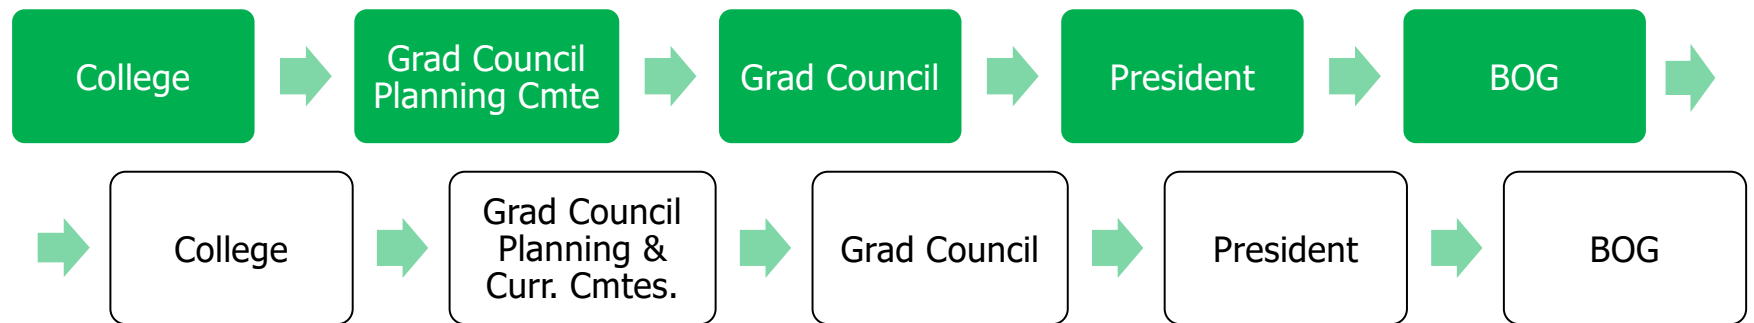 College
Grad Council
Planning Cmte
Grad Council
President
BOG
College
Grad Council
Planning &
Curr. Cmtes.
Grad Council
President
BOG